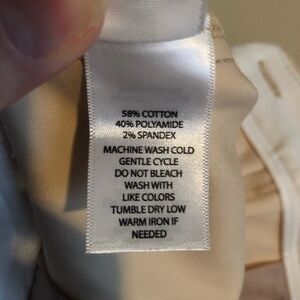 58% COTTON
40% POLYAMIDE
2% SPANDEX
MACHINE WASH COLD
GENTLE CYCLE
DO NOT BLEACH
WASH WITH
LIKE COLORS
TUMBLE DRY LOW
WARM IRON IF
NEEDED